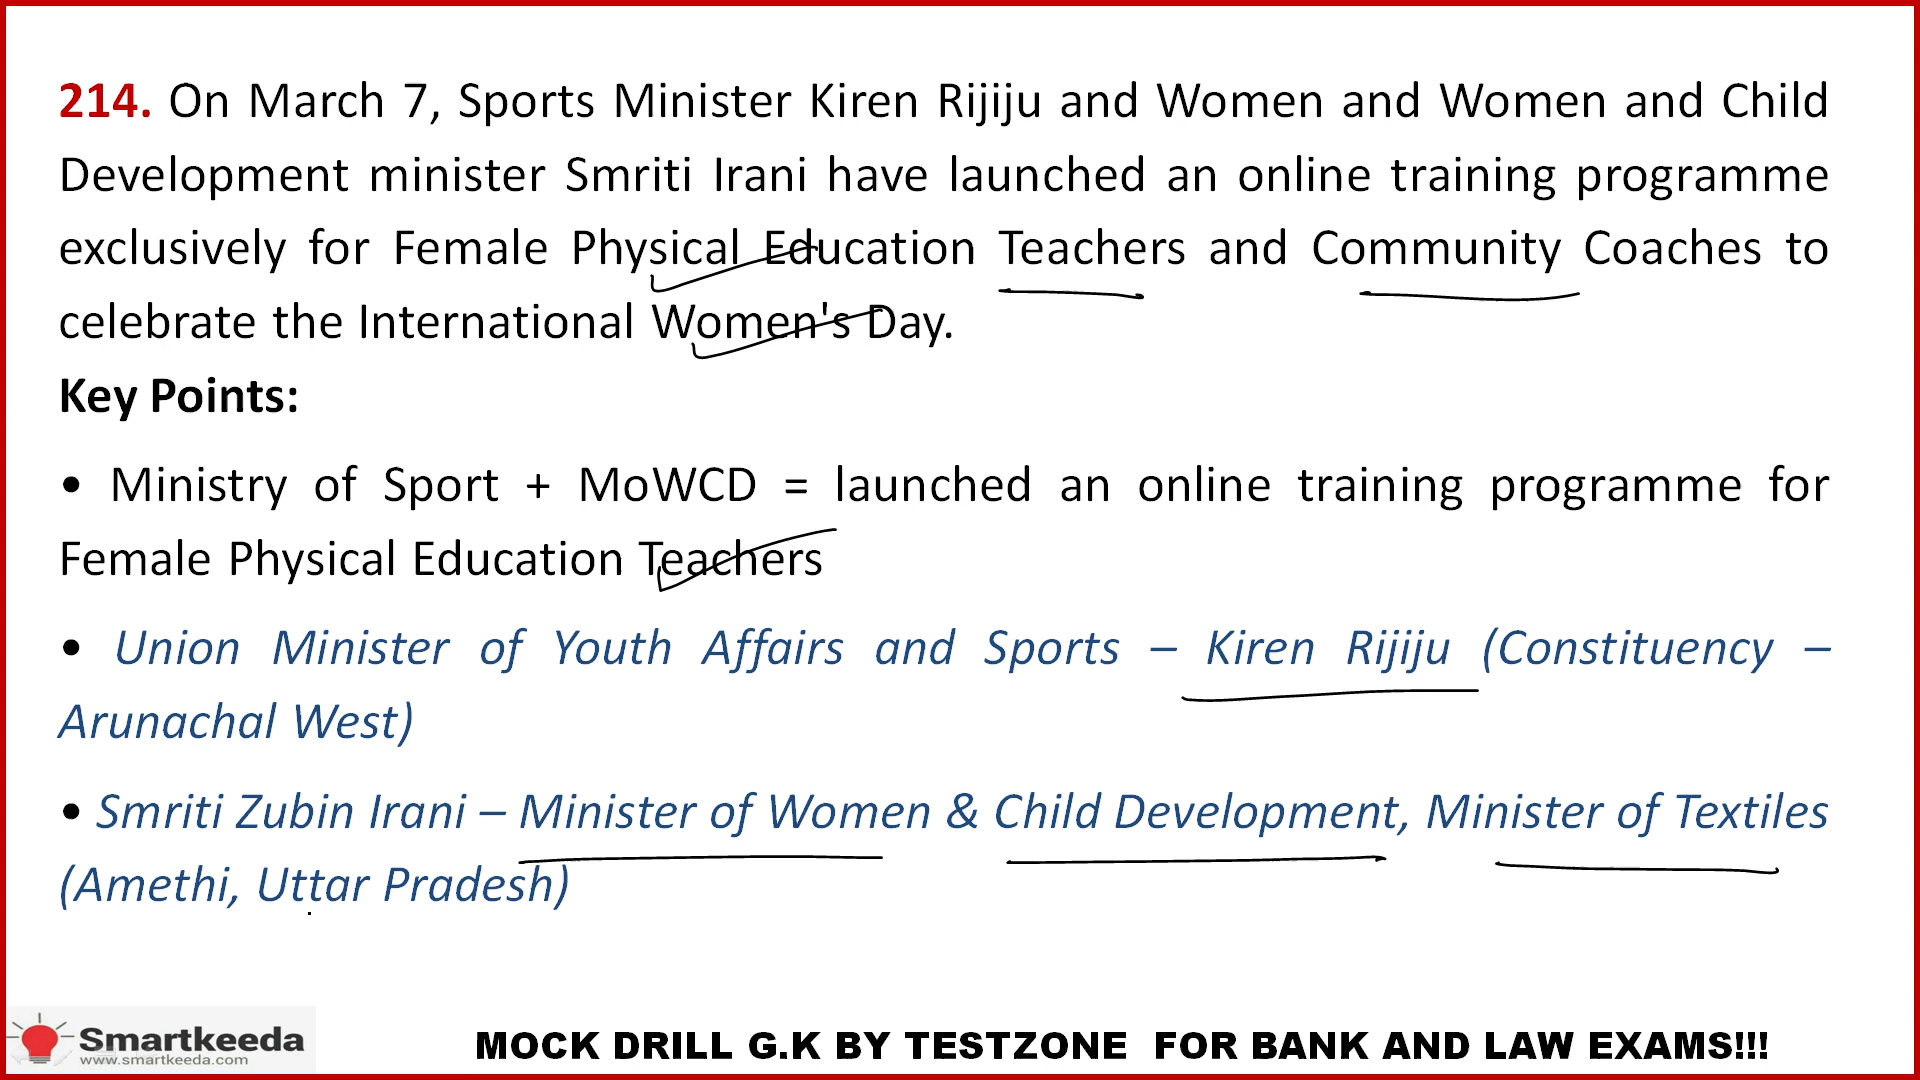 214. On March 7, Sports Minister Kiren Rijiju and Women and Women and Child
Development minister Smriti Irani have launched an online training programme
exclusively for Female Physical Education Teachers and Community Coaches to
celebrate the International Women's Day.
Key Points:
• Ministry of Sport + MoWCD = launched an online training programme for
Female Physical Education Teachers
• Union Minister of Youth Affairs and Sports – Kiren Rijiju (Constituency –
Arunachal West)
• Smriti Zubin Irani – Minister of Women & Child Development, Minister of Textiles
(Amethi, Uttar Pradesh)
Smartkeeda
www.smartkeeda.com
MOCK DRILL G.K BY TESTZONE FOR BANK AND LAW EXAMS!!!